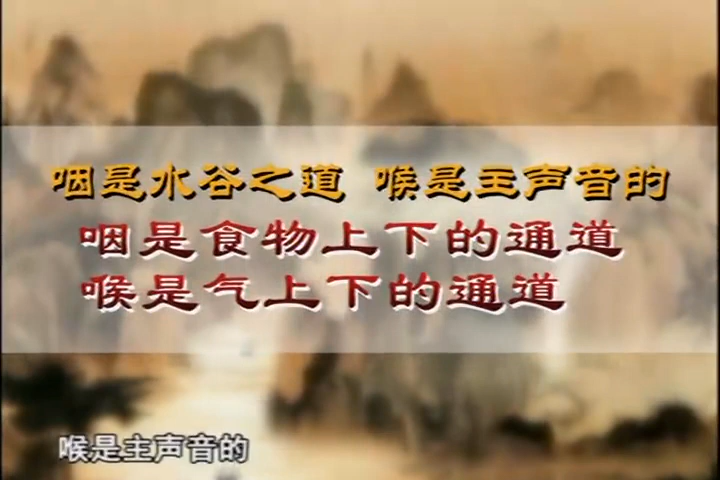 咽是水谷之道 喉是主声音的
咽是食物上下的通道
喉是气上下的通道
喉是主声音的